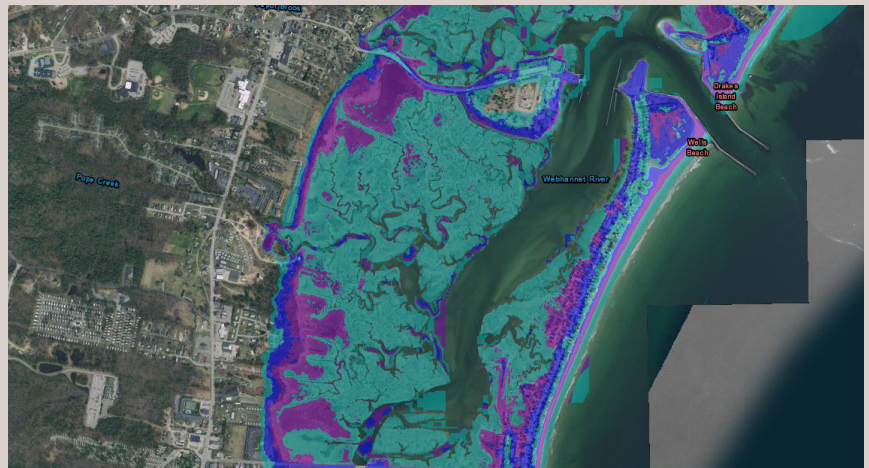 Drake's
Island
Beach
Wells
Beach
Webhannet River
Pope Creek